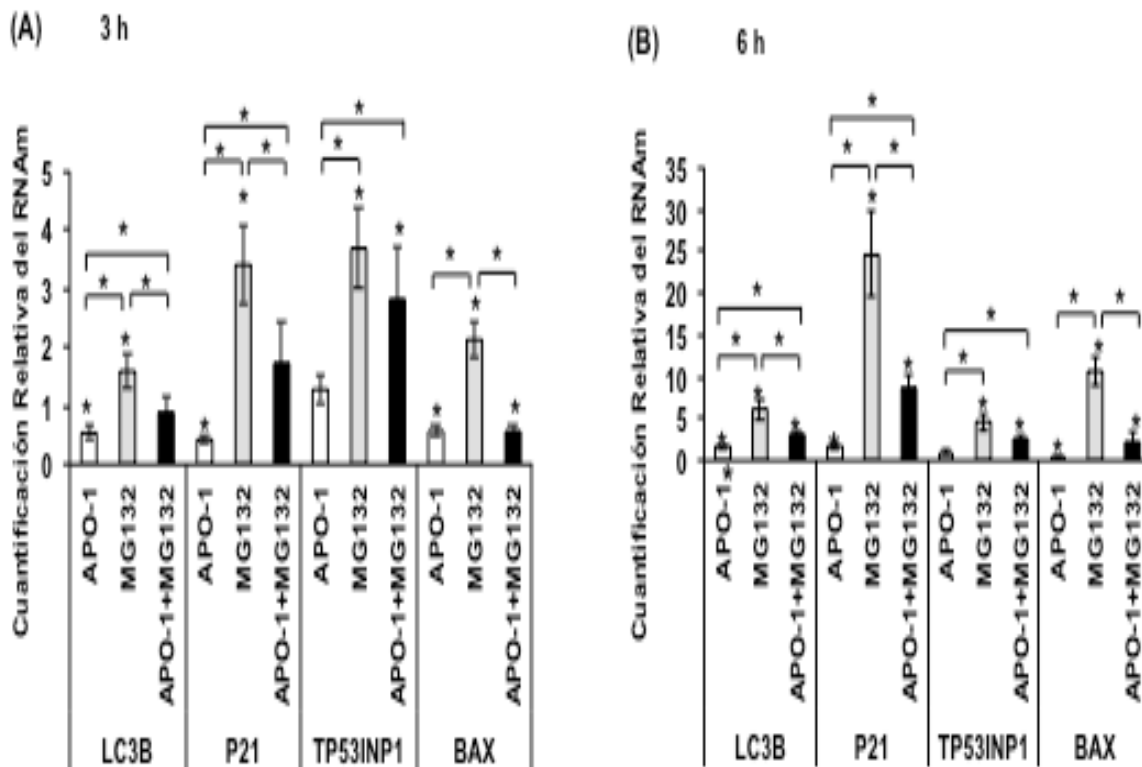 (A) 3 h
Cuantificación Relativa del RNAm
5
4
3
2
1
0
* * * * *
* * * *
* * * *
* * * * *
APO-1
MG132
APO-1+MG132
APO-1
MG132
APO-1+MG132
APO-1
MG132
APO-1+MG132
APO-1
MG132
APO-1+MG132
LC3B P21 TP53INP1 BAX
(B) 6 h
Cuantificación Relativa del RNAm
35
30
25
20
15
10
5
0
* * * * * *
* * * * * *
* * * * *
* * * * *
APO-1*
MG132
APO-1+MG132
APO-1
MG132
APO-1+MG132
APO-1
MG132
APO-1+MG132
APO-1
MG132
APO-1+MG132
LC3B P21 TP53INP1 BAX